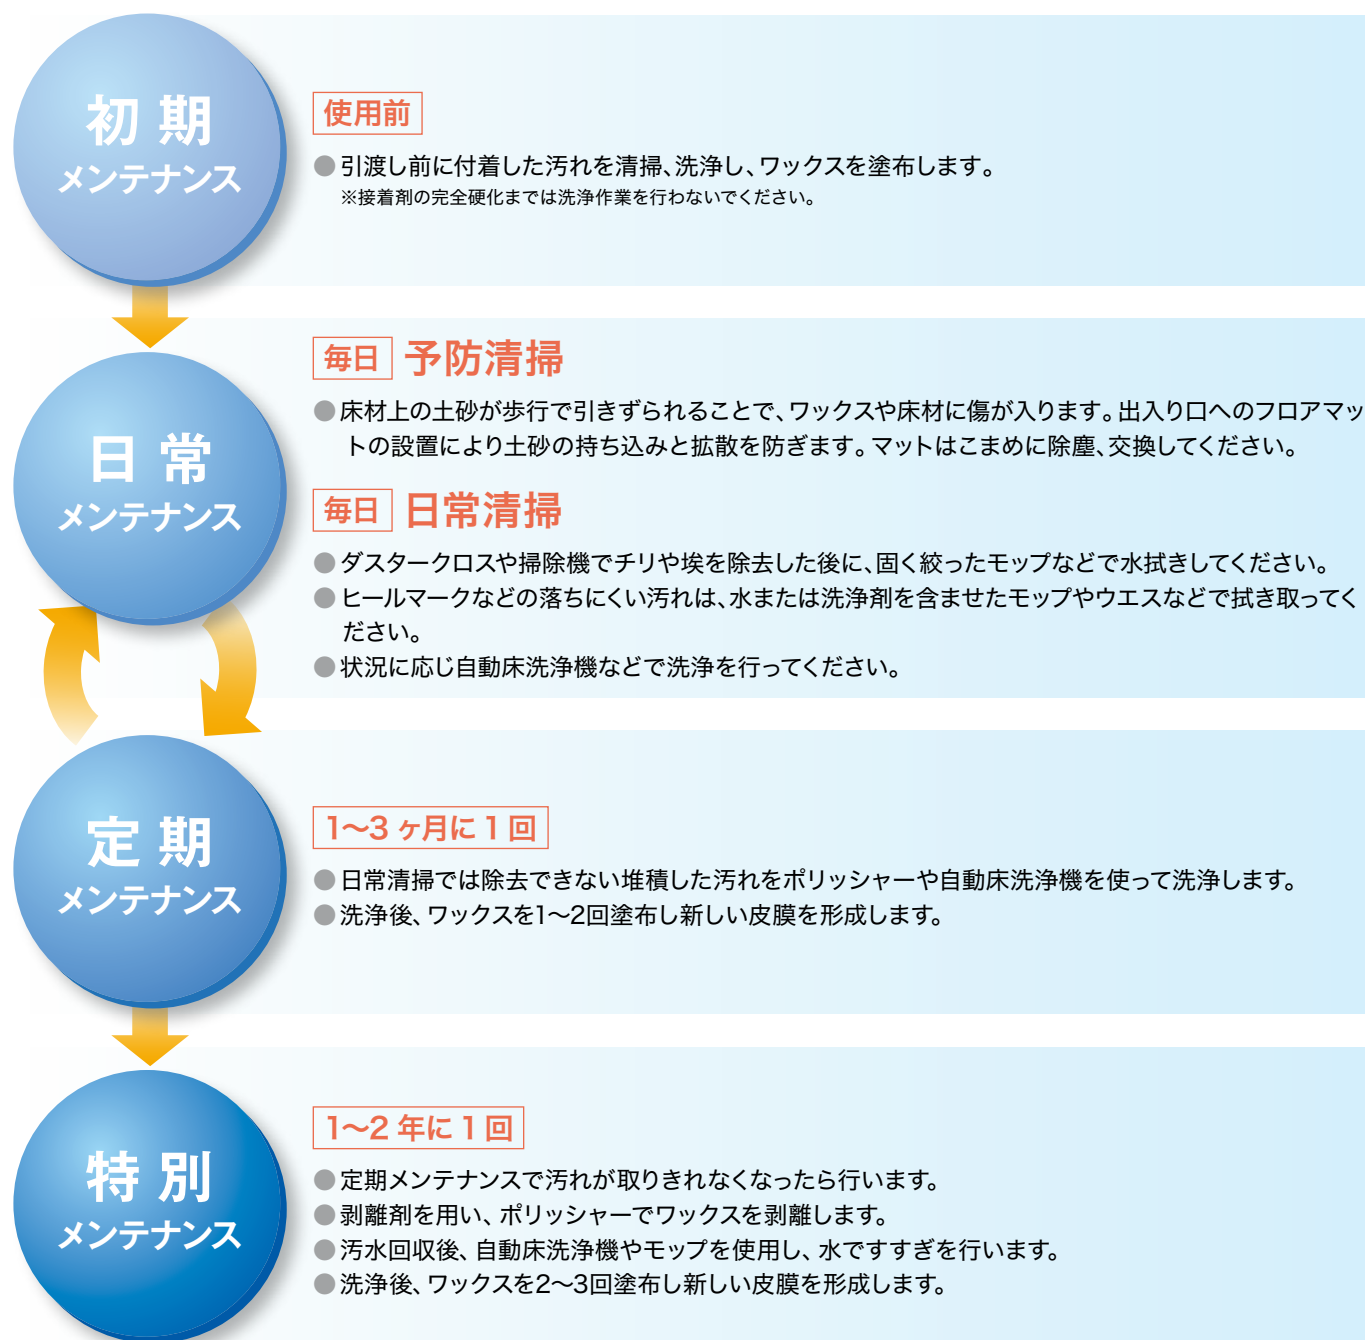 初期
メンテナンス
使用前
●引渡し前に付着した汚れを清掃、洗浄し、ワックスを塗布します。
※接着剤の完全硬化までは洗浄作業を行わないでください。
日常
メンテナンス
毎日 予防清掃
●床材上の土砂が歩行で引きずられることで、ワックスや床材に傷が入ります。出入り口へのフロアマッ
トの設置により土砂の持ち込みと拡散を防ぎます。マットはこまめに除塵、交換してください。
毎日 日常清掃
●ダスタークロスや掃除機でチリや埃を除去した後に、固く絞ったモップなどで水拭きしてください。
●ヒールマークなどの落ちにくい汚れは、水または洗浄剤を含ませたモップやウエスなどで拭き取ってく
ださい。
●状況に応じ自動床洗浄機などで洗浄を行ってください。
定期
メンテナンス
1〜3ヶ月に1回
●日常清掃では除去できない堆積した汚れをポリッシャーや自動床洗浄機を使って洗浄します。
●洗浄後、ワックスを1〜2回塗布し新しい皮膜を形成します。
特別
メンテナンス
1〜2年に1回
●定期メンテナンスで汚れが取りきれなくなったら行います。
●剥離剤を用い、ポリッシャーでワックスを剥離します。
●汚水回収後、自動床洗浄機やモップを使用し、水ですすぎを行います。
●洗浄後、ワックスを2〜3回塗布し新しい皮膜を形成します。